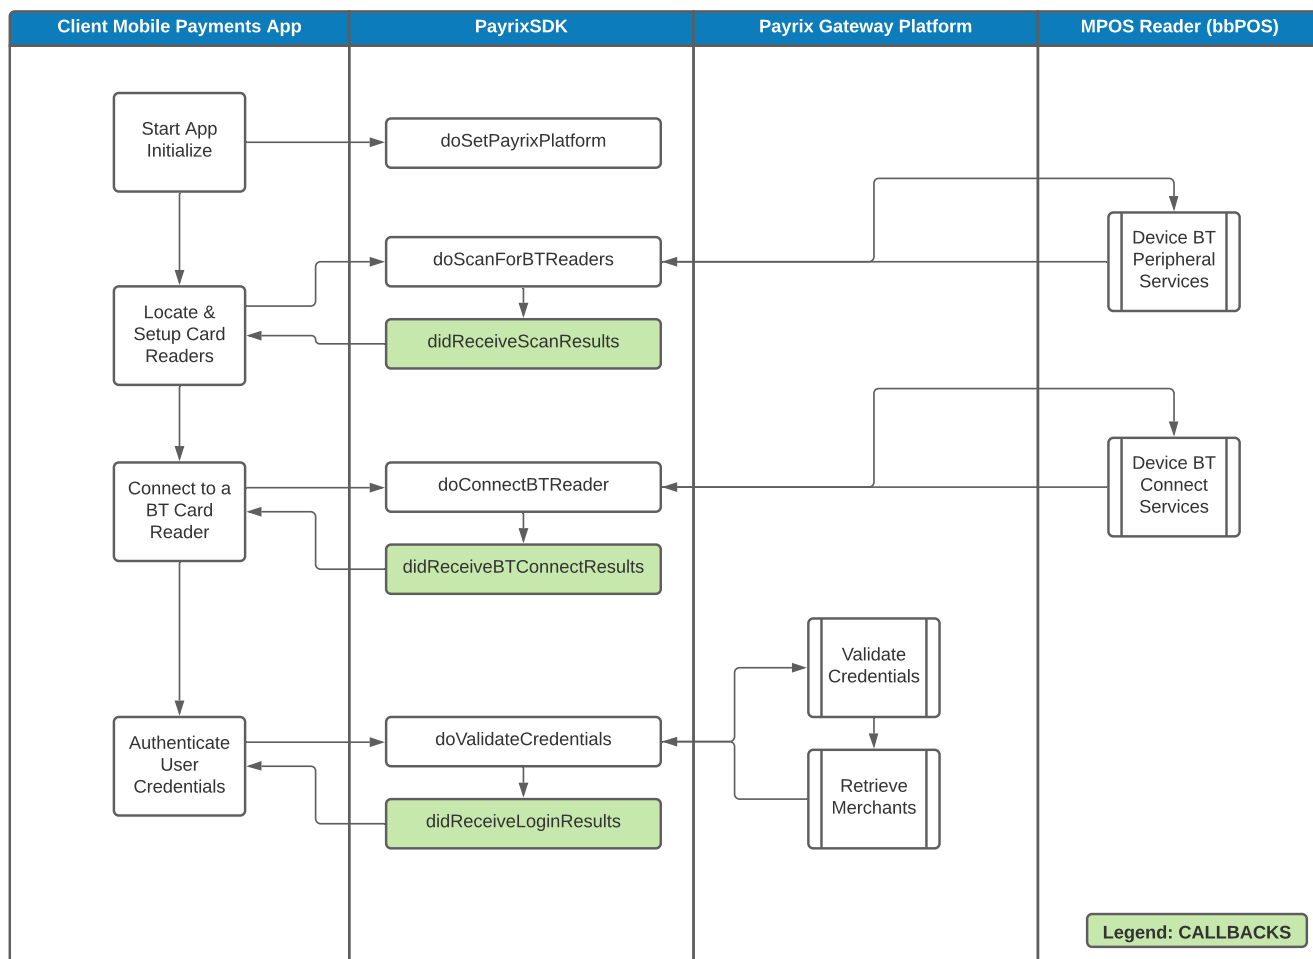 Client Mobile Payments App
PayrixSDK
Payrix Gateway Platform
MPOS Reader (bbPOS)
Start App
Initialize
doSetPayrixPlatform
doScanForBTReaders
Device BT
Peripheral
Services
Locate &
Setup Card
Readers
didReceiveScanResults
Connect to a
BT Card
Reader
doConnectBTReader
Device BT
Connect
Services
didReceiveBTConnectResults
Validate
Credentials
Authenticate
User
Credentials
doValidateCredentials
Retrieve
Merchants
didReceiveLoginResults
Legend: CALLBACKS